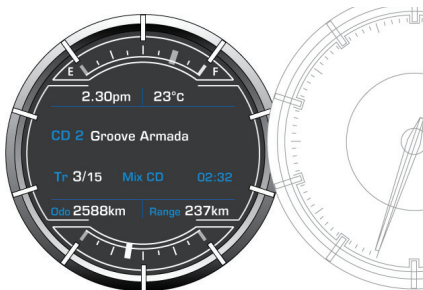 E F
2.30pm 23°c
CD 2 Groove Armada
Tr 3/15 Mix CD 02:32
Odo 2588km Range 237km